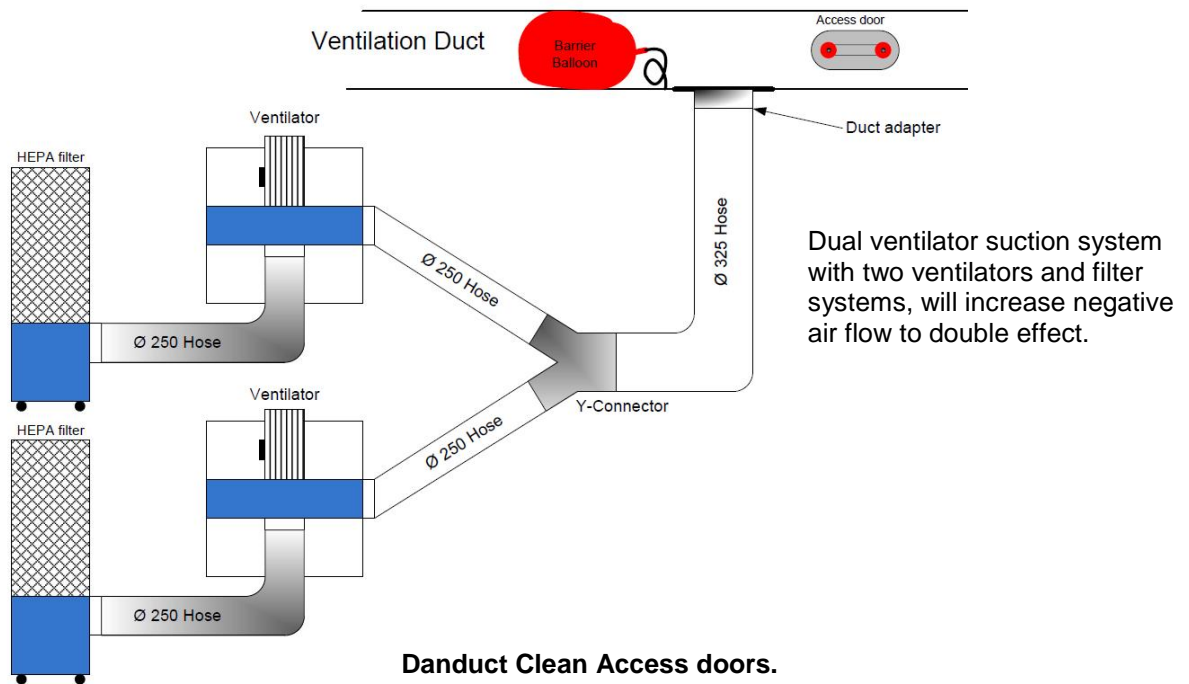 Ventilation Duct
Barrier
Balloon
Access door
Duct adapter
Ventilator
HEPA filter
Ø 250 Hose
Ø 250 Hose
Ø 325 Hose
Dual ventilator suction system
with two ventilators and filter
systems, will increase negative
air flow to double effect.
Ventilator
Y-Connector
HEPA filter
Ø 250 Hose
Ø 250 Hose
Danduct Clean Access doors.